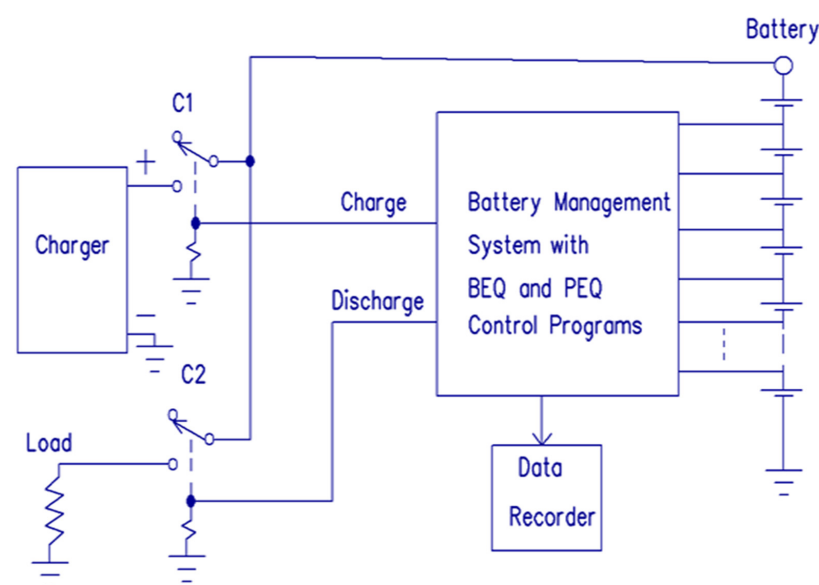 Battery
C1
+
Charge
Battery Management
System with
BEQ and PEQ
Control Programs
Charger
Discharge
−
C2
Load
Data
Recorder